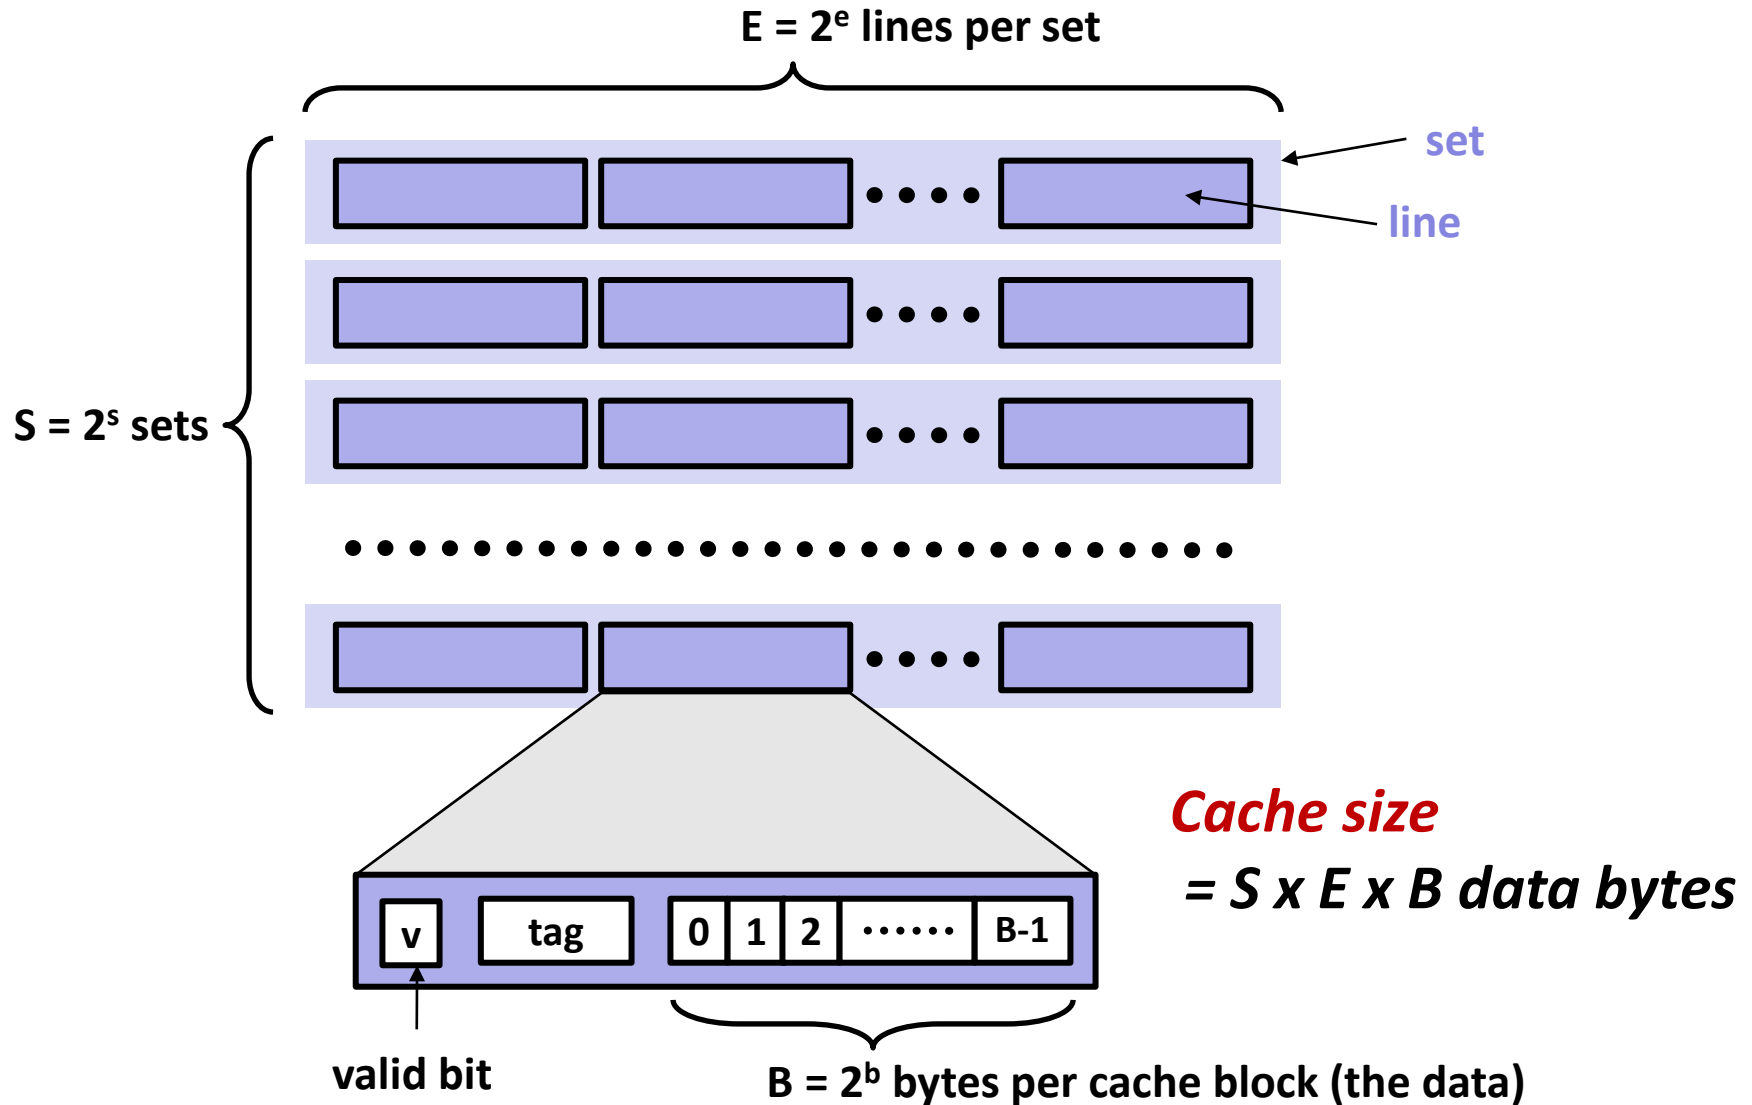 E = 2ᵉ lines per set
set
line
S = 2ˢ sets
Cache size
= S x E x B data bytes
v tag 0 1 2 ······ B-1
valid bit
B = 2ᵇ bytes per cache block (the data)